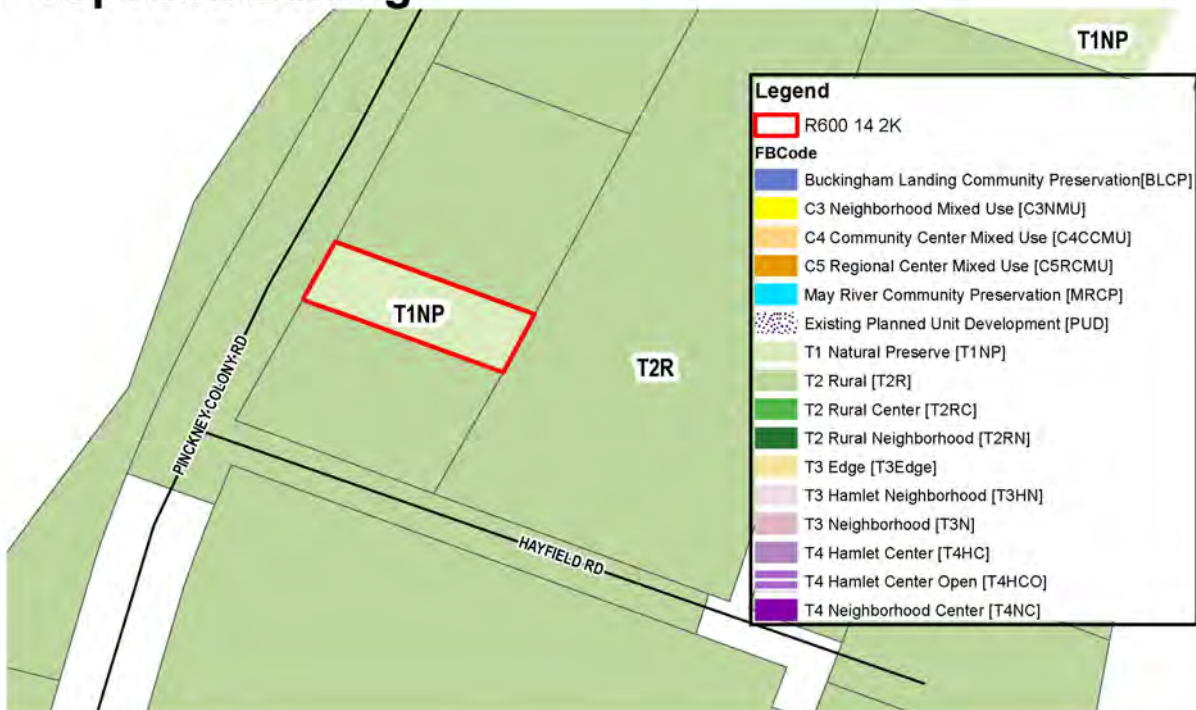 T1NP
Legend
R600 14 2K
FBCode
Buckingham Landing Community Preservation[BLCP]
C3 Neighborhood Mixed Use [C3NMU]
C4 Community Center Mixed Use [C4CCMU]
C5 Regional Center Mixed Use [C5RCMU]
May River Community Preservation [MRCP]
Existing Planned Unit Development [PUD]
T1 Natural Preserve [T1NP]
T2 Rural [T2R]
T2 Rural Center [T2RC]
T2 Rural Neighborhood [T2RN]
T3 Edge [T3Edge]
T3 Hamlet Neighborhood [T3HN]
T3 Neighborhood [T3N]
T4 Hamlet Center [T4HC]
T4 Hamlet Center Open [T4HCO]
T4 Neighborhood Center [T4NC]
T1NP
T2R
PINCKNEY COLONY RD
HAYFIELD RD